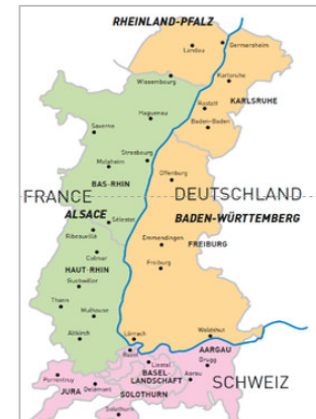 RHEINLAND-PFALZ
Landau
Germersheim
Wissembourg
Karlsruhe
Haguenau
Rastatt
KARLSRUHE
Baden-Baden
Saverne
Strasbourg
Molsheim
Offenburg
BAS-RHIN
FRANCE
DEUTSCHLAND
ALSACE
Sélestat
BADEN-WÜRTTEMBERG
Ribeauvillé
Emmendingen
FREIBURG
Colmar
HAUT-RHIN
Freiburg
Guebwiller
Thann
Mulhouse
Altkirch
Lörrach
Waldshut
Basel
AARGAU
Liestal
Brugg
BASEL
LANDSCHAFT
Aarau
SCHWEIZ
Porrentruy
JURA
Delémont
SOLOTHURN
Solothurn